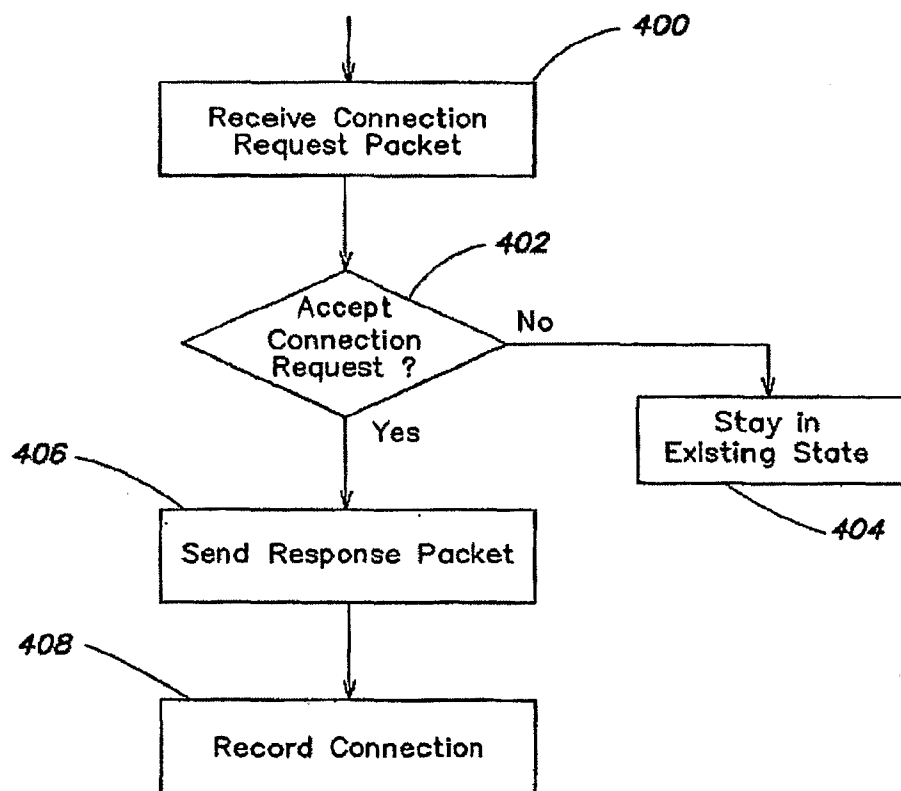 400
Receive Connection
Request Packet
402
Accept
Connection
Request ?
No
Yes
Stay in
Existing State
404
406
Send Response Packet
408
Record Connection